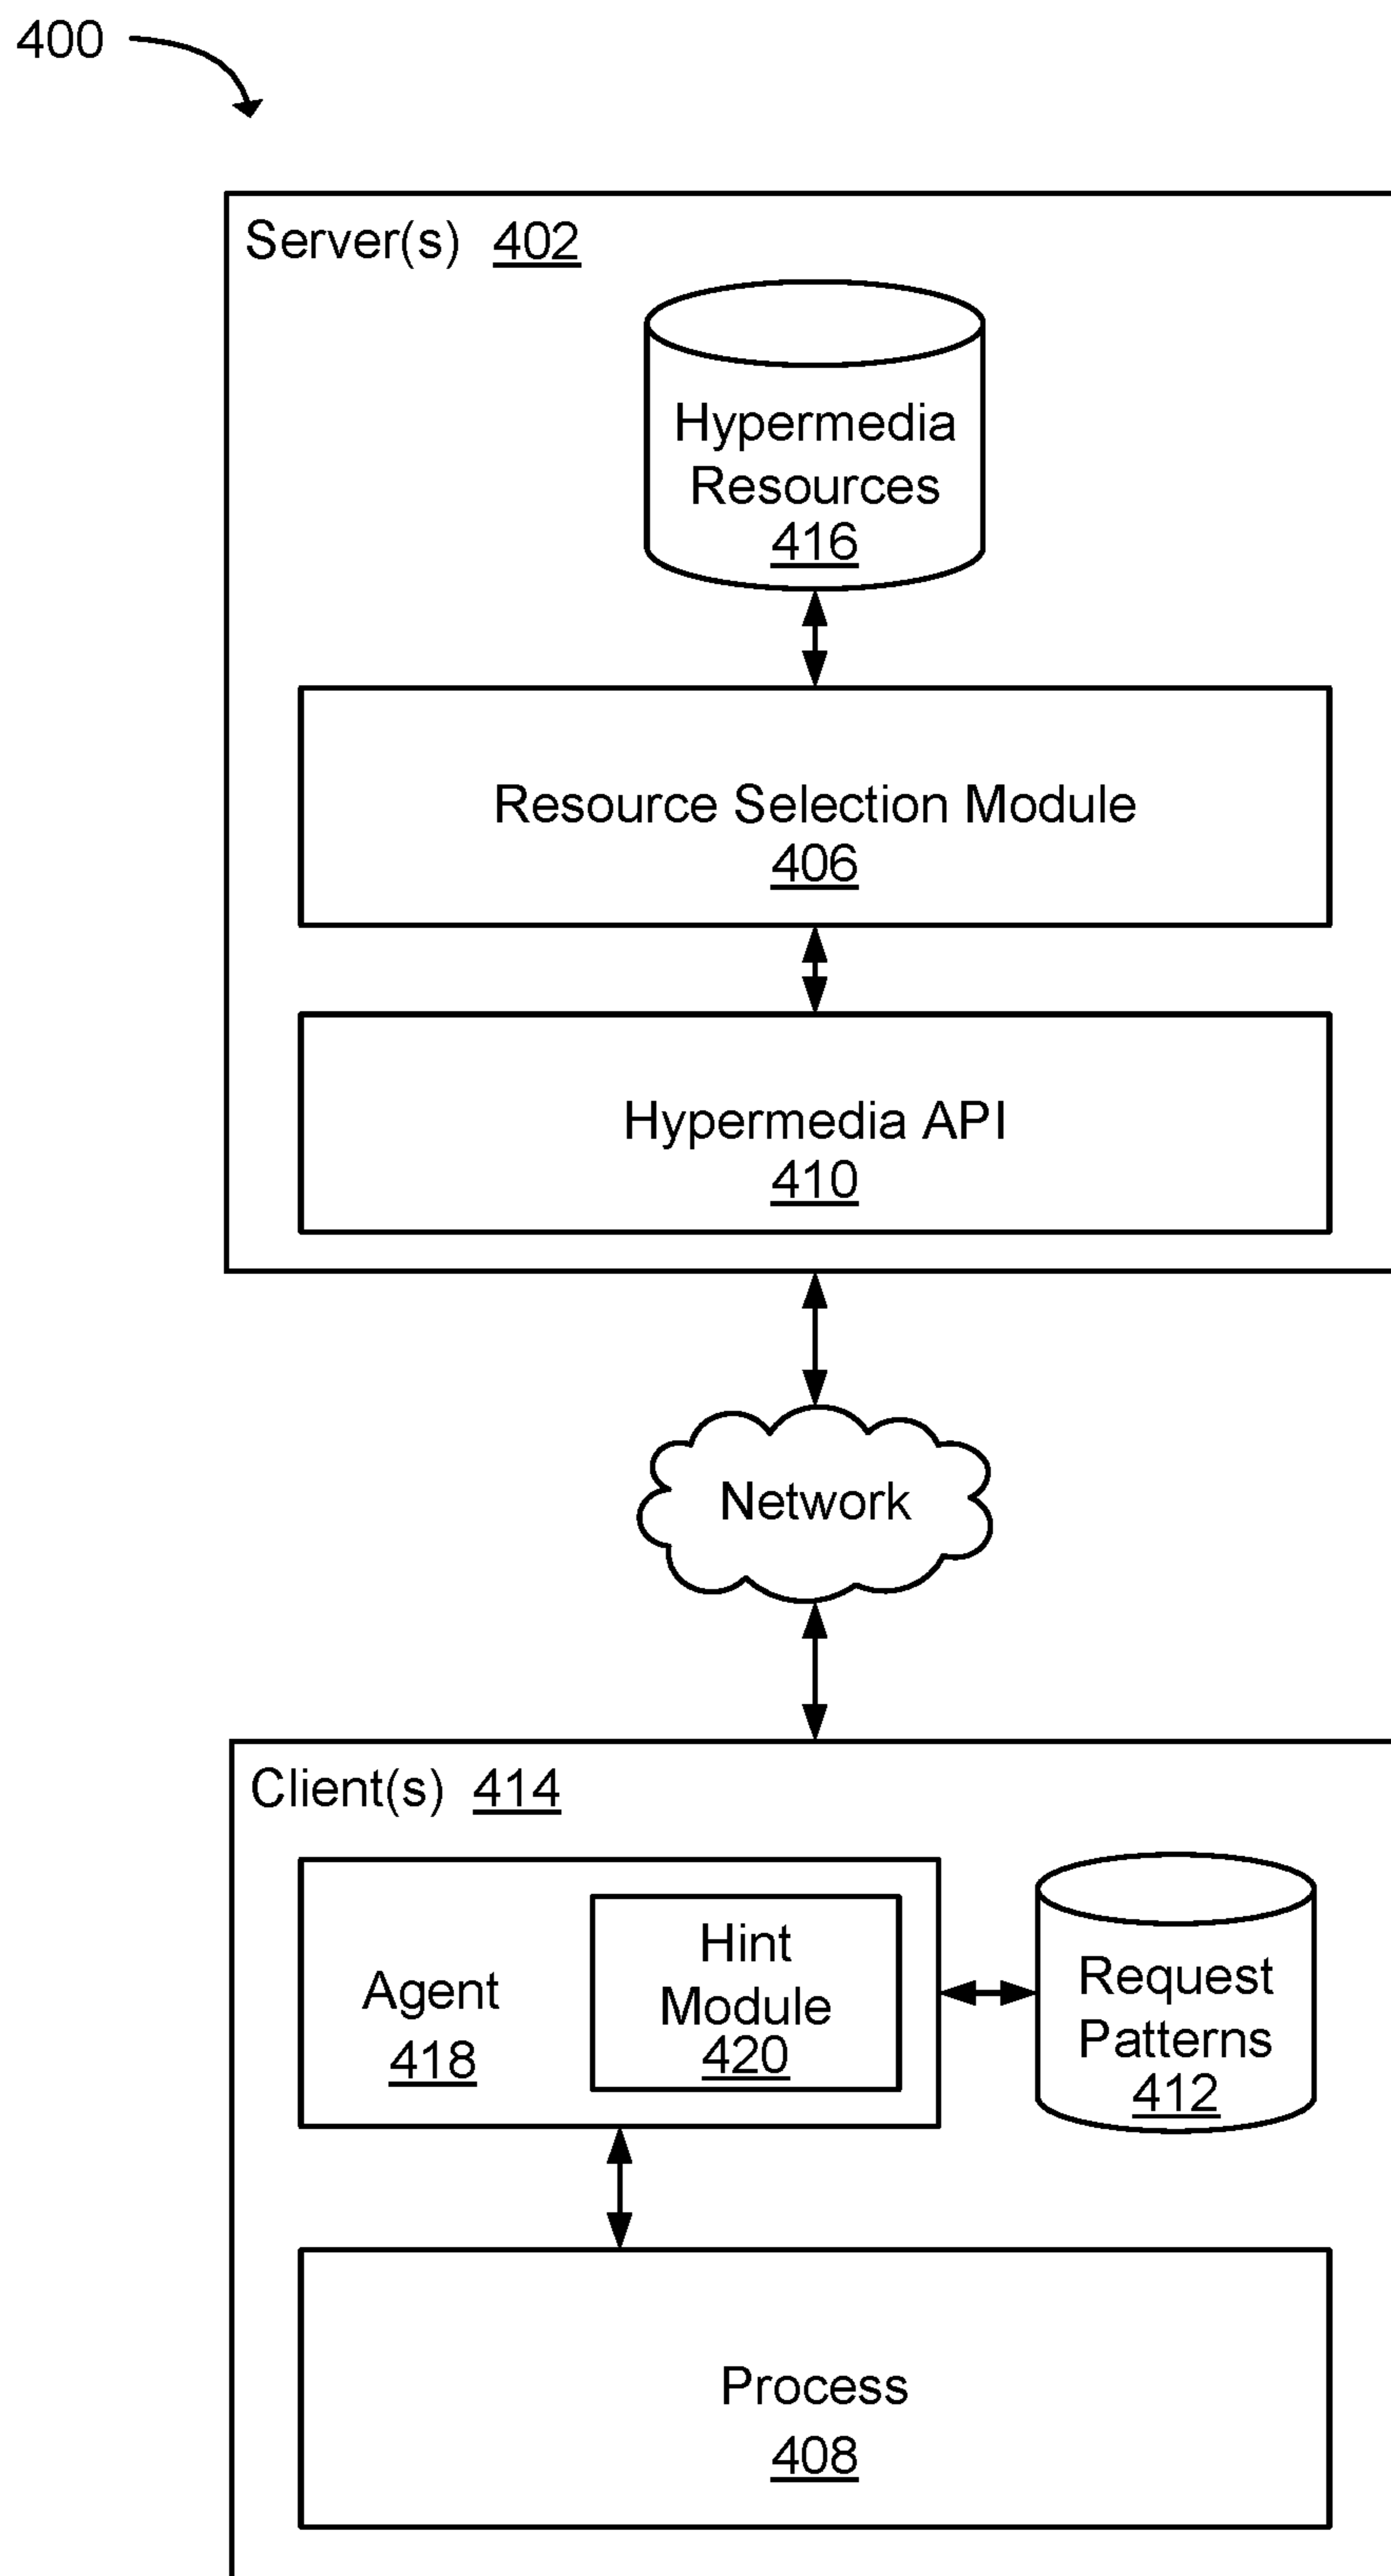 400
Server(s) 402
Hypermedia
Resources
416
Resource Selection Module
406
Hypermedia API
410
Network
Client(s) 414
Agent
418
Hint
Module
420
Request
Patterns
412
Process
408